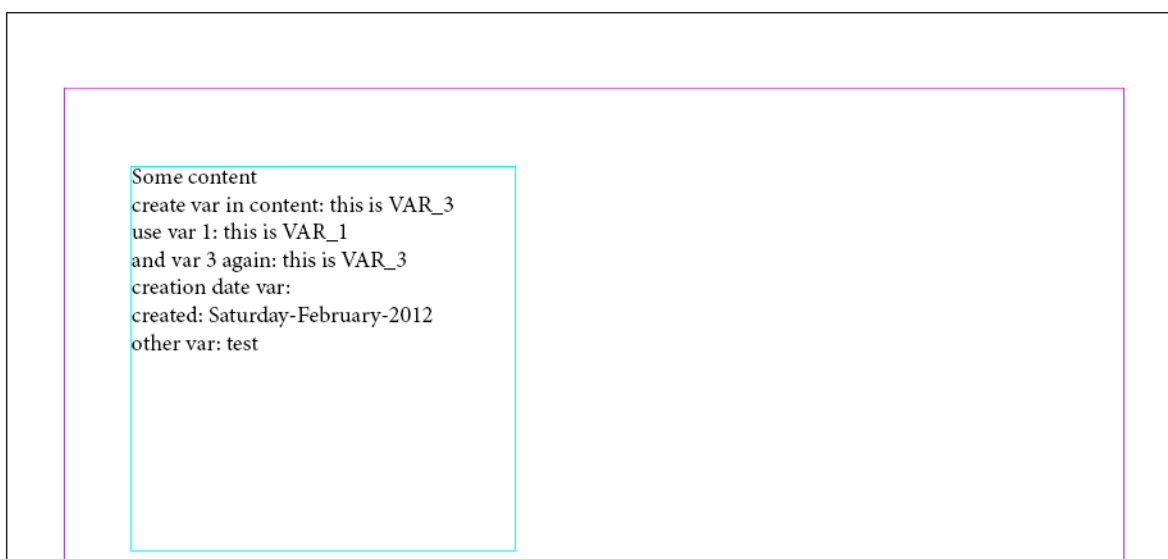 Some content
create var in content: this is VAR_3
use var 1: this is VAR_1
and var 3 again: this is VAR_3
creation date var:
created: Saturday-February-2012
other var: test